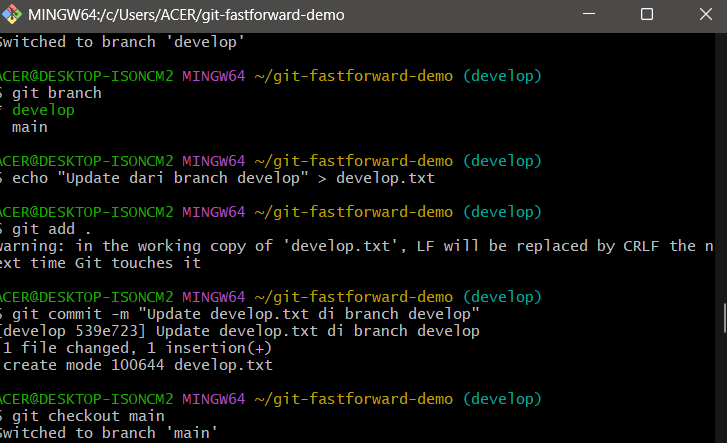 MINGW64:/c/Users/ACER/git-fastforward-demo
Switched to branch 'develop'
ACER@DESKTOP-ISONCM2 MINGW64 ~/git-fastforward-demo (develop)
$ git branch
* develop
main
ACER@DESKTOP-ISONCM2 MINGW64 ~/git-fastforward-demo (develop)
$ echo "Update dari branch develop" > develop.txt
ACER@DESKTOP-ISONCM2 MINGW64 ~/git-fastforward-demo (develop)
$ git add .
warning: in the working copy of 'develop.txt', LF will be replaced by CRLF the n
ext time Git touches it
ACER@DESKTOP-ISONCM2 MINGW64 ~/git-fastforward-demo (develop)
$ git commit -m "Update develop.txt di branch develop"
[develop 539e723] Update develop.txt di branch develop
1 file changed, 1 insertion(+)
create mode 100644 develop.txt
ACER@DESKTOP-ISONCM2 MINGW64 ~/git-fastforward-demo (develop)
$ git checkout main
Switched to branch 'main'